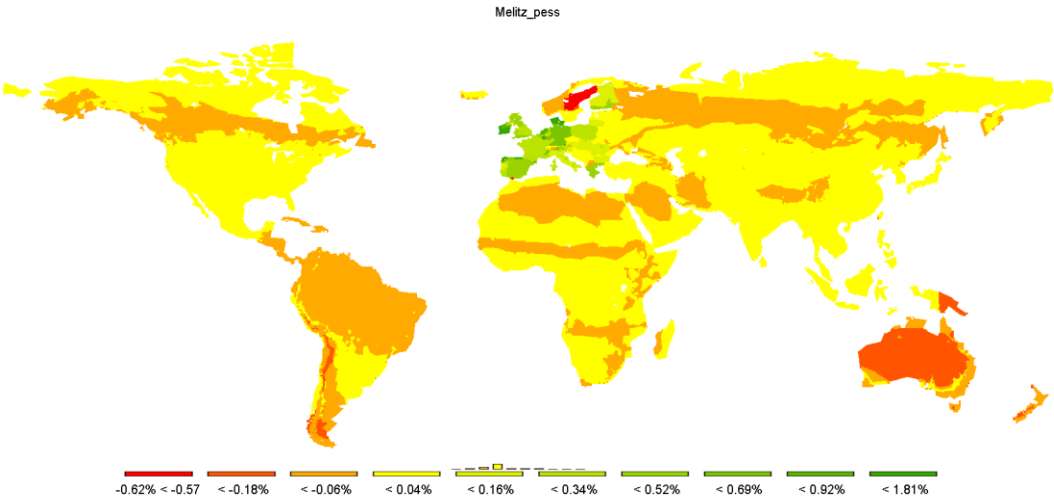 Melitz_pess
-0.62% < -0.57 < -0.18% < -0.06% < 0.04% < 0.16% < 0.34% < 0.52% < 0.69% < 0.92% < 1.81%